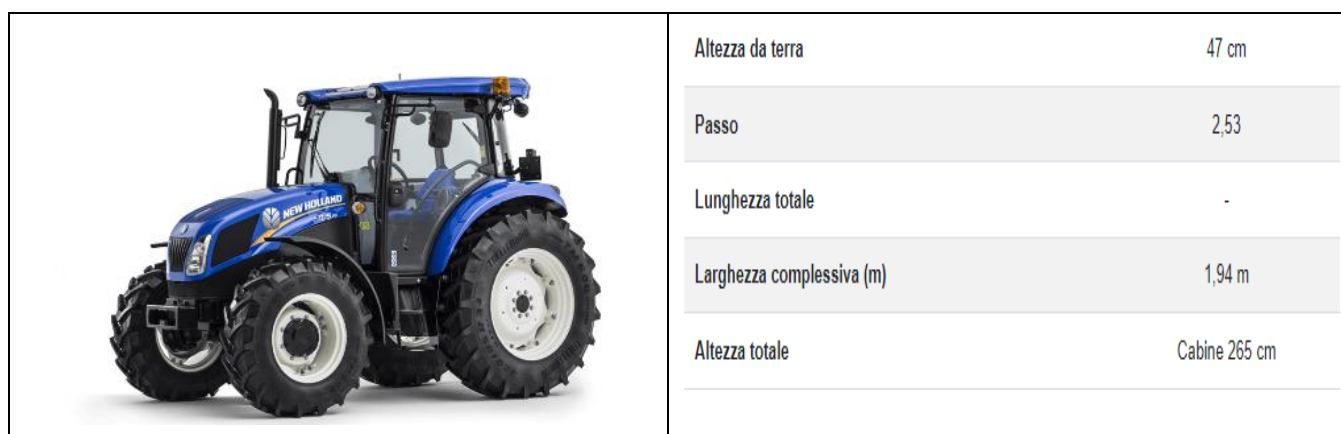 NEW HOLLAND
Altezza da terra 47 cm
Passo 2,53
Lunghezza totale -
Larghezza complessiva (m) 1,94 m
Altezza totale Cabine 265 cm